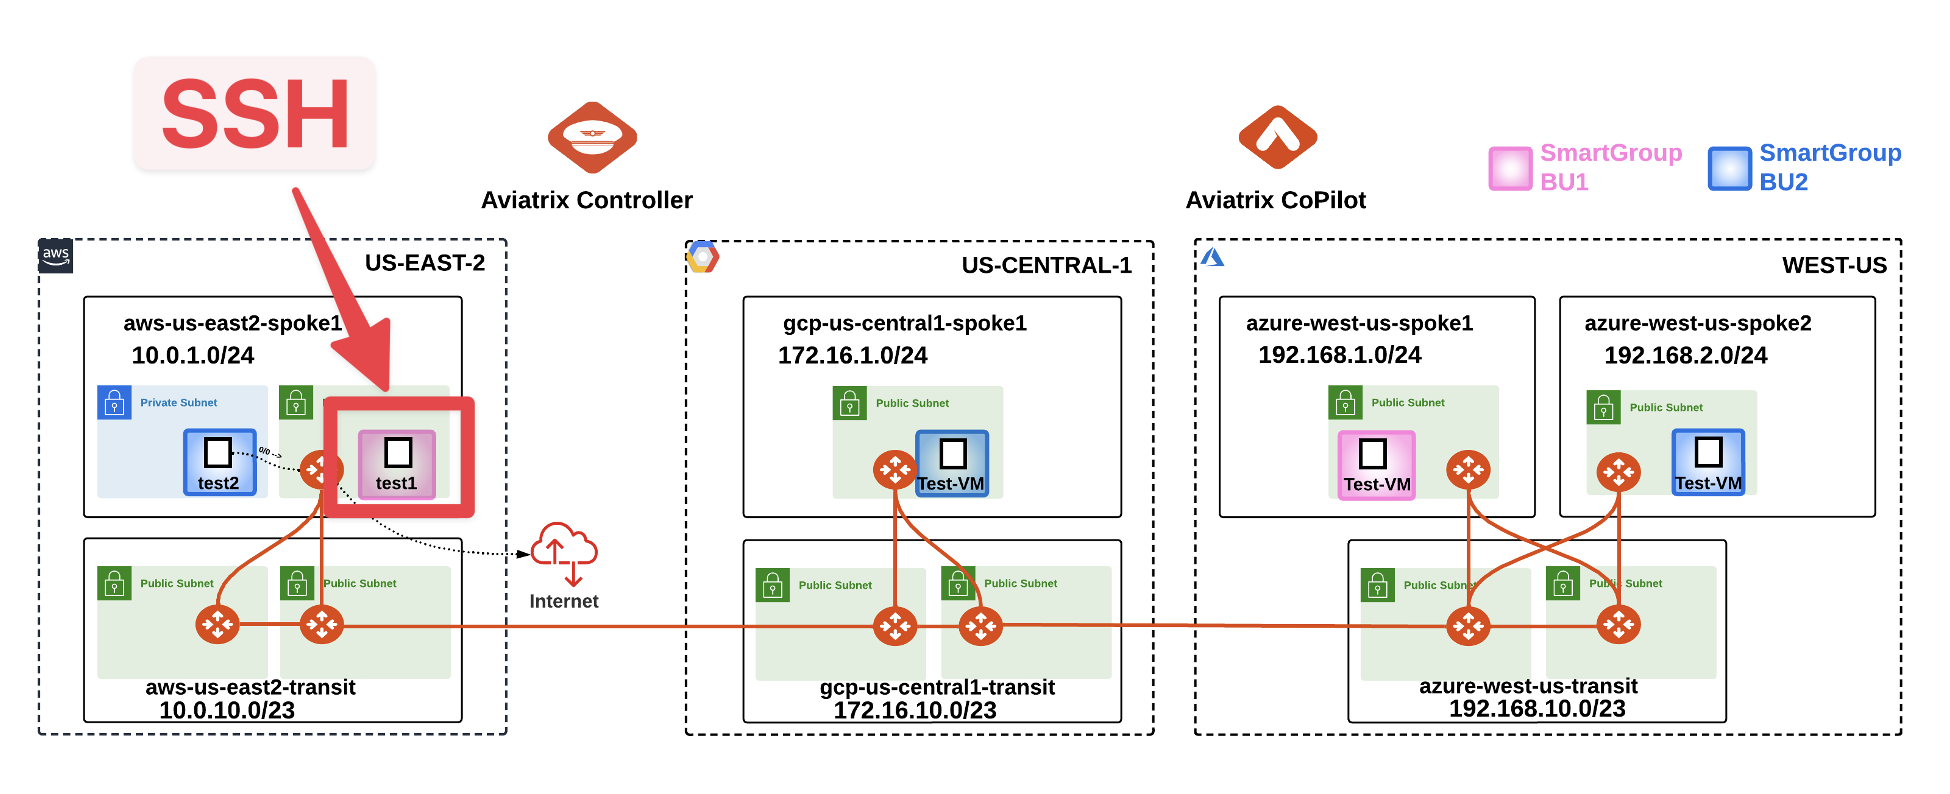 SSH
Aviatrix Controller
Aviatrix CoPilot
SmartGroup
BU1
SmartGroup
BU2
aws
US-EAST-2
aws-us-east2-spoke1
10.0.1.0/24
Private Subnet
0/0
test2
test1
Public Subnet
Public Subnet
aws-us-east2-transit
10.0.10.0/23
Internet
US-CENTRAL-1
gcp-us-central1-spoke1
172.16.1.0/24
Public Subnet
Test-VM
Public Subnet
Public Subnet
gcp-us-central1-transit
172.16.10.0/23
WEST-US
azure-west-us-spoke1
192.168.1.0/24
Public Subnet
Test-VM
azure-west-us-spoke2
192.168.2.0/24
Public Subnet
Test-VM
Public Subnet
Public Subnet
azure-west-us-transit
192.168.10.0/23